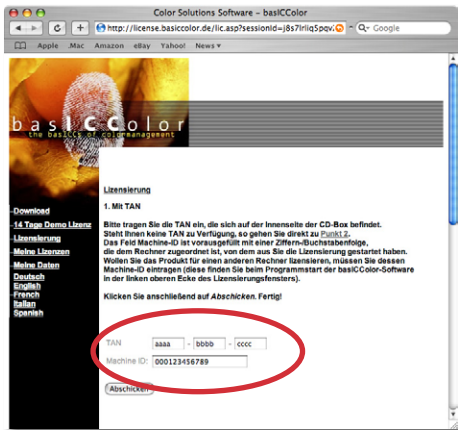 Color Solutions Software – basICColor
http://license.basiccolor.de/lic.asp?sessionid=j8s7lrliq5pqv
Google
Apple .Mac Amazon eBay Yahoo! News
basICColor
the basICCs of colormanagement
Download
14 Tage Demo Lizenz
Lizensierung
Meine Lizenzen
Meine Daten
Deutsch
English
French
Italian
Spanish
Lizensierung
1. Mit TAN
Bitte tragen Sie die TAN ein, die sich auf der Innenseite der CD-Box befindet.
Steht Ihnen keine TAN zu Verfügung, so gehen Sie direkt zu Punkt 2.
Das Feld Machine-ID ist vorausgefüllt mit einer Ziffern-/Buchstabenfolge,
die dem Rechner zugeordnet ist, von dem aus Sie die Lizensierung gestartet haben.
Wollen Sie das Produkt für einen anderen Rechner lizensieren, müssen Sie dessen
Machine-ID eintragen (diese finden Sie beim Programmstart der basICColor-Software
in der linken oberen Ecke des Lizensierungsfensters).
Klicken Sie anschließend auf Abschicken. Fertig!
TAN aaaa - bbbb - cccc
Machine ID: 000123456789
Abschicken